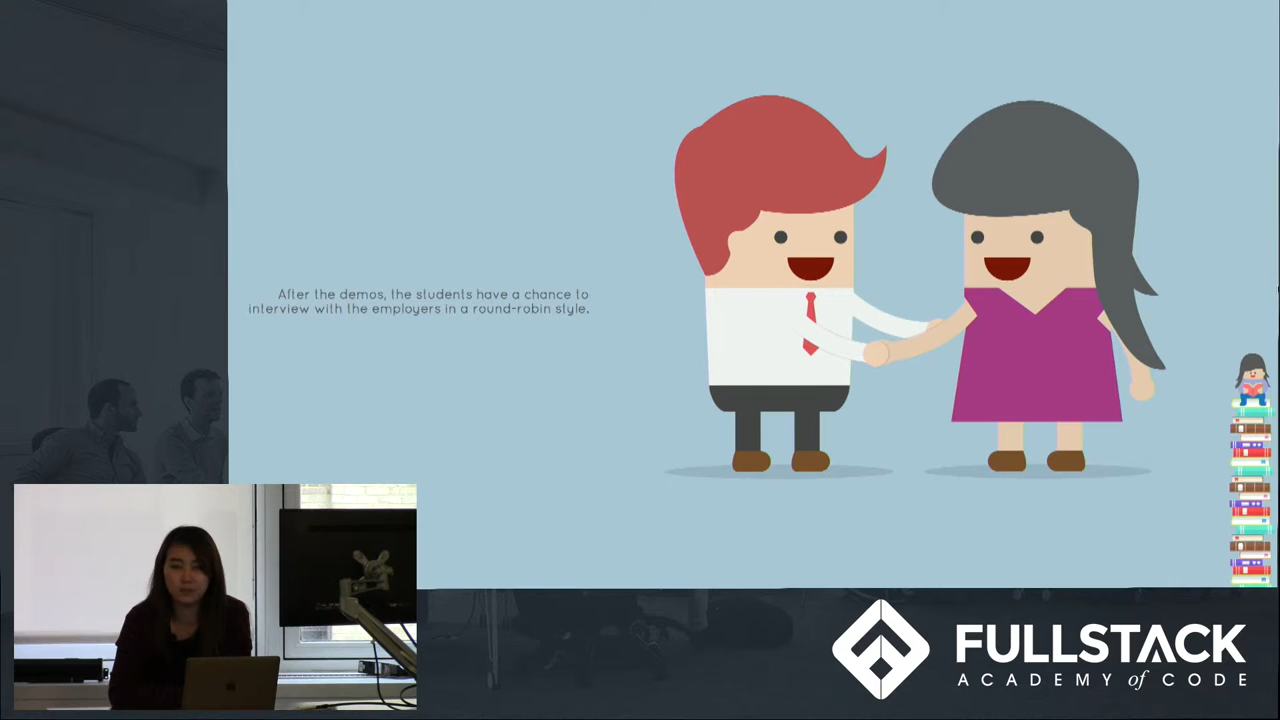 After the demos, the students have a chance to
interview with the employers in a round-robin style.
FULLSTACK
ACADEMY of CODE